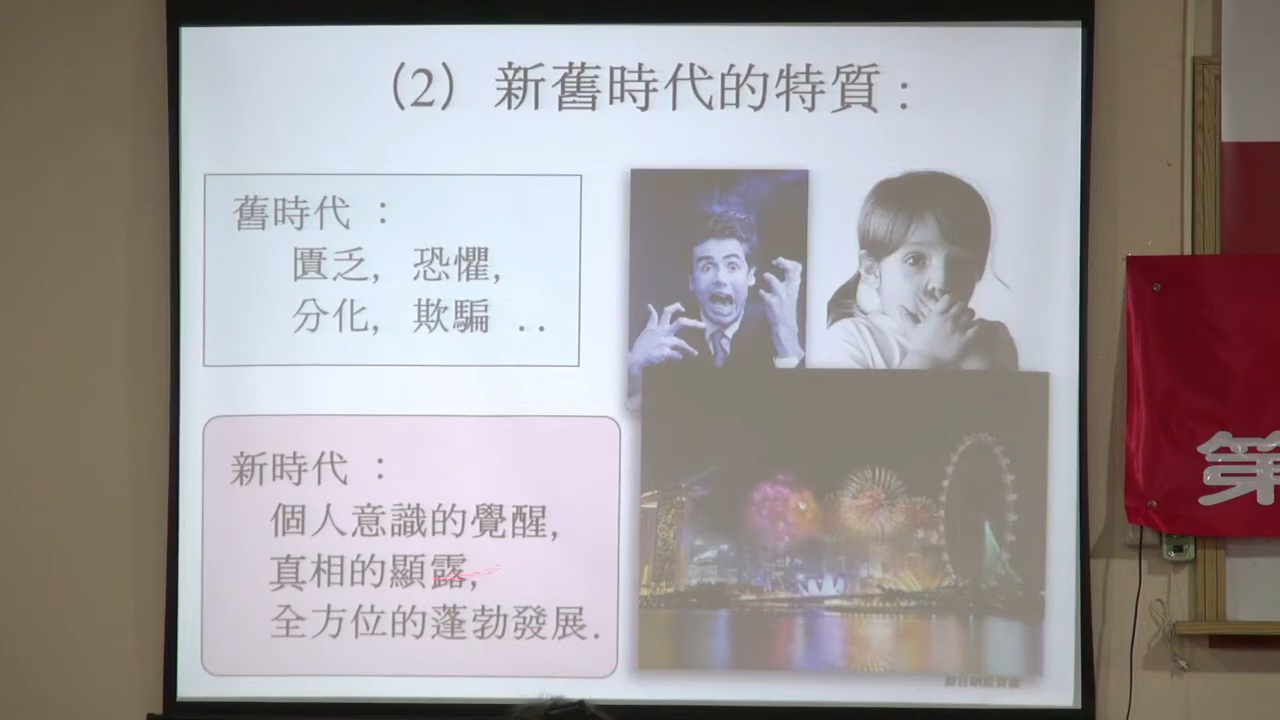 (2) 新舊時代的特質：
舊時代 ：
匱乏, 恐懼,
分化, 欺騙 ..
新時代 ：
個人意識的覺醒,
真相的顯露,
全方位的蓬勃發展.
第